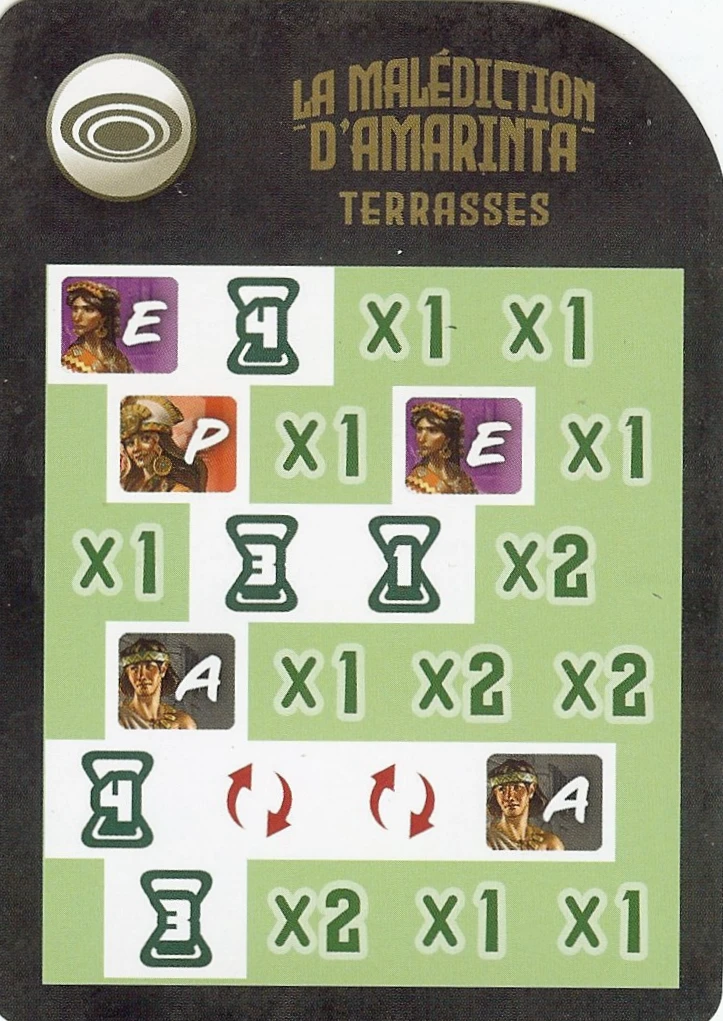 LA MALÉDICTION
D'AMARINTA
TERRASSES
E 4 X1 X1
P X1 E X1
X1 3 1 X2
A X1 X2 X2
4 A
3 X2 X1 X1